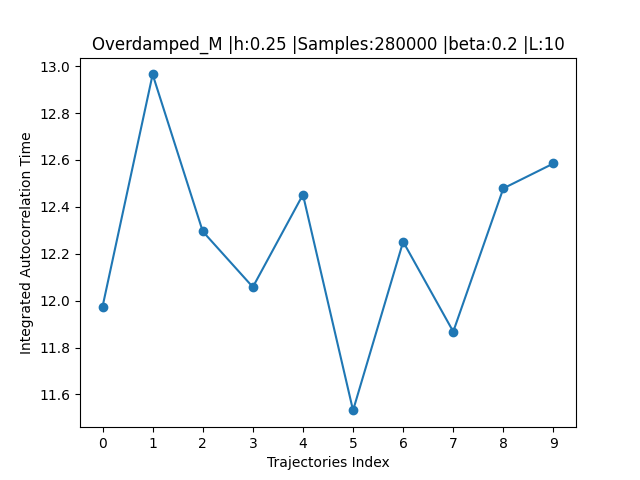 Overdamped_M |h:0.25 |Samples:280000 |beta:0.2 |L:10
13.0
12.8
12.6
12.4
12.2
12.0
11.8
11.6
Integrated Autocorrelation Time
0 1 2 3 4 5 6 7 8 9
Trajectories Index